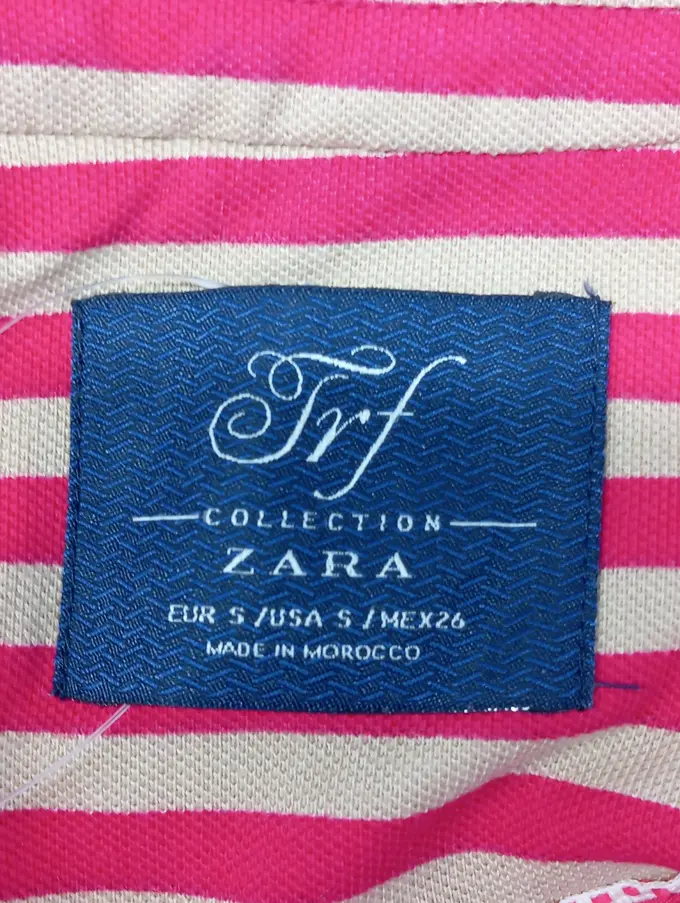 Trf
COLLECTION
ZARA
EUR S /USA S /MEX26
MADE IN MOROCCO